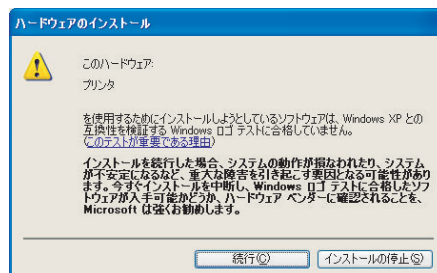 ハードウェアのインストール
このハードウェア:
プリンタ
を使用するためにインストールしようとしているソフトウェアは、Windows XP との
互換性を検証する Windows ロゴ テストに合格していません。
(このテストが重要である理由)
インストールを続行した場合、システムの動作が損なわれたり、システム
が不安定になるなど、重大な障害を引き起こす要因となる可能性があり
ます。今すぐインストールを中断し、Windows ロゴ テストに合格したソフ
トウェアが入手可能かどうか、ハードウェア ベンダーに確認されることを、
Microsoft は強くお勧めします。
続行(C)
インストールの停止(S)